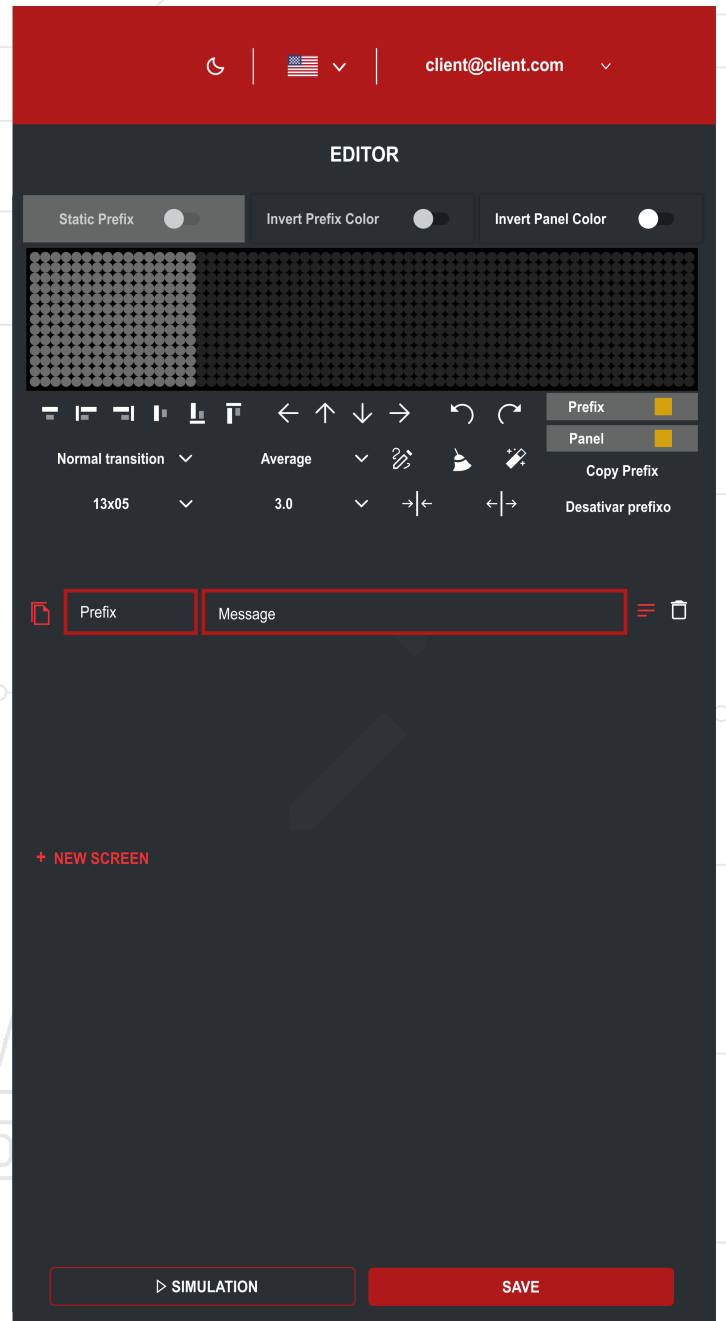 client@client.com
EDITOR
Static Prefix
Invert Prefix Color
Invert Panel Color
Prefix
Panel
Normal transition
Average
Copy Prefix
13x05
3.0
Desativar prefixo
Prefix
Message
+ NEW SCREEN
SIMULATION
SAVE